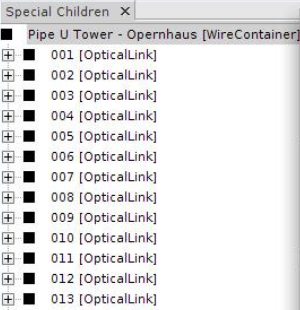 Special Children ×
Pipe U Tower - Opernhaus [WireContainer]
001 [OpticalLink]
002 [OpticalLink]
003 [OpticalLink]
004 [OpticalLink]
005 [OpticalLink]
006 [OpticalLink]
007 [OpticalLink]
008 [OpticalLink]
009 [OpticalLink]
010 [OpticalLink]
011 [OpticalLink]
012 [OpticalLink]
013 [OpticalLink]